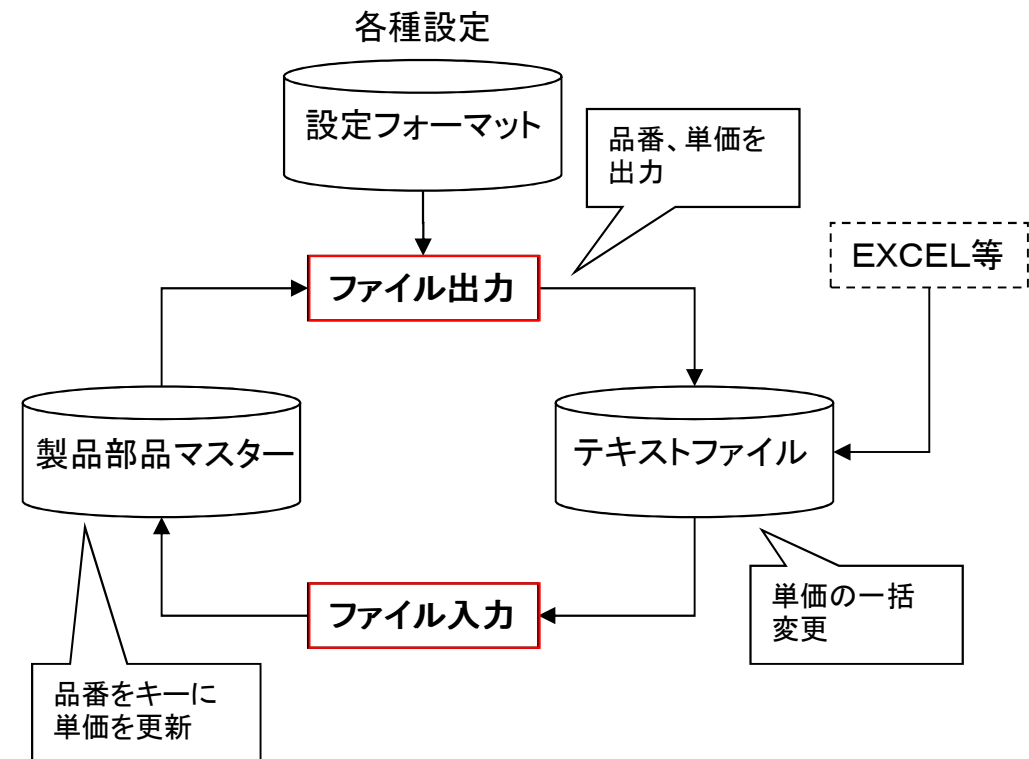 各種設定
設定フォーマット
品番、単価を
出力
EXCEL等
ファイル出力
製品部品マスター
テキストファイル
ファイル入力
単価の一括
変更
品番をキーに
単価を更新